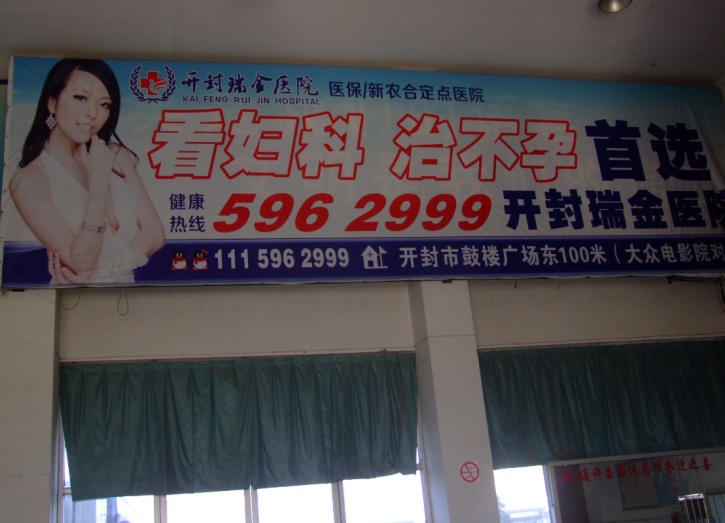 开封瑞金医院 医保/新农合定点医院
KAI FENG RUI JIN HOSPITAL
看妇科 治不孕 首选
健康热线 596 2999 开封瑞金医院
111 596 2999 开封市鼓楼广场东100米(大众电影院对